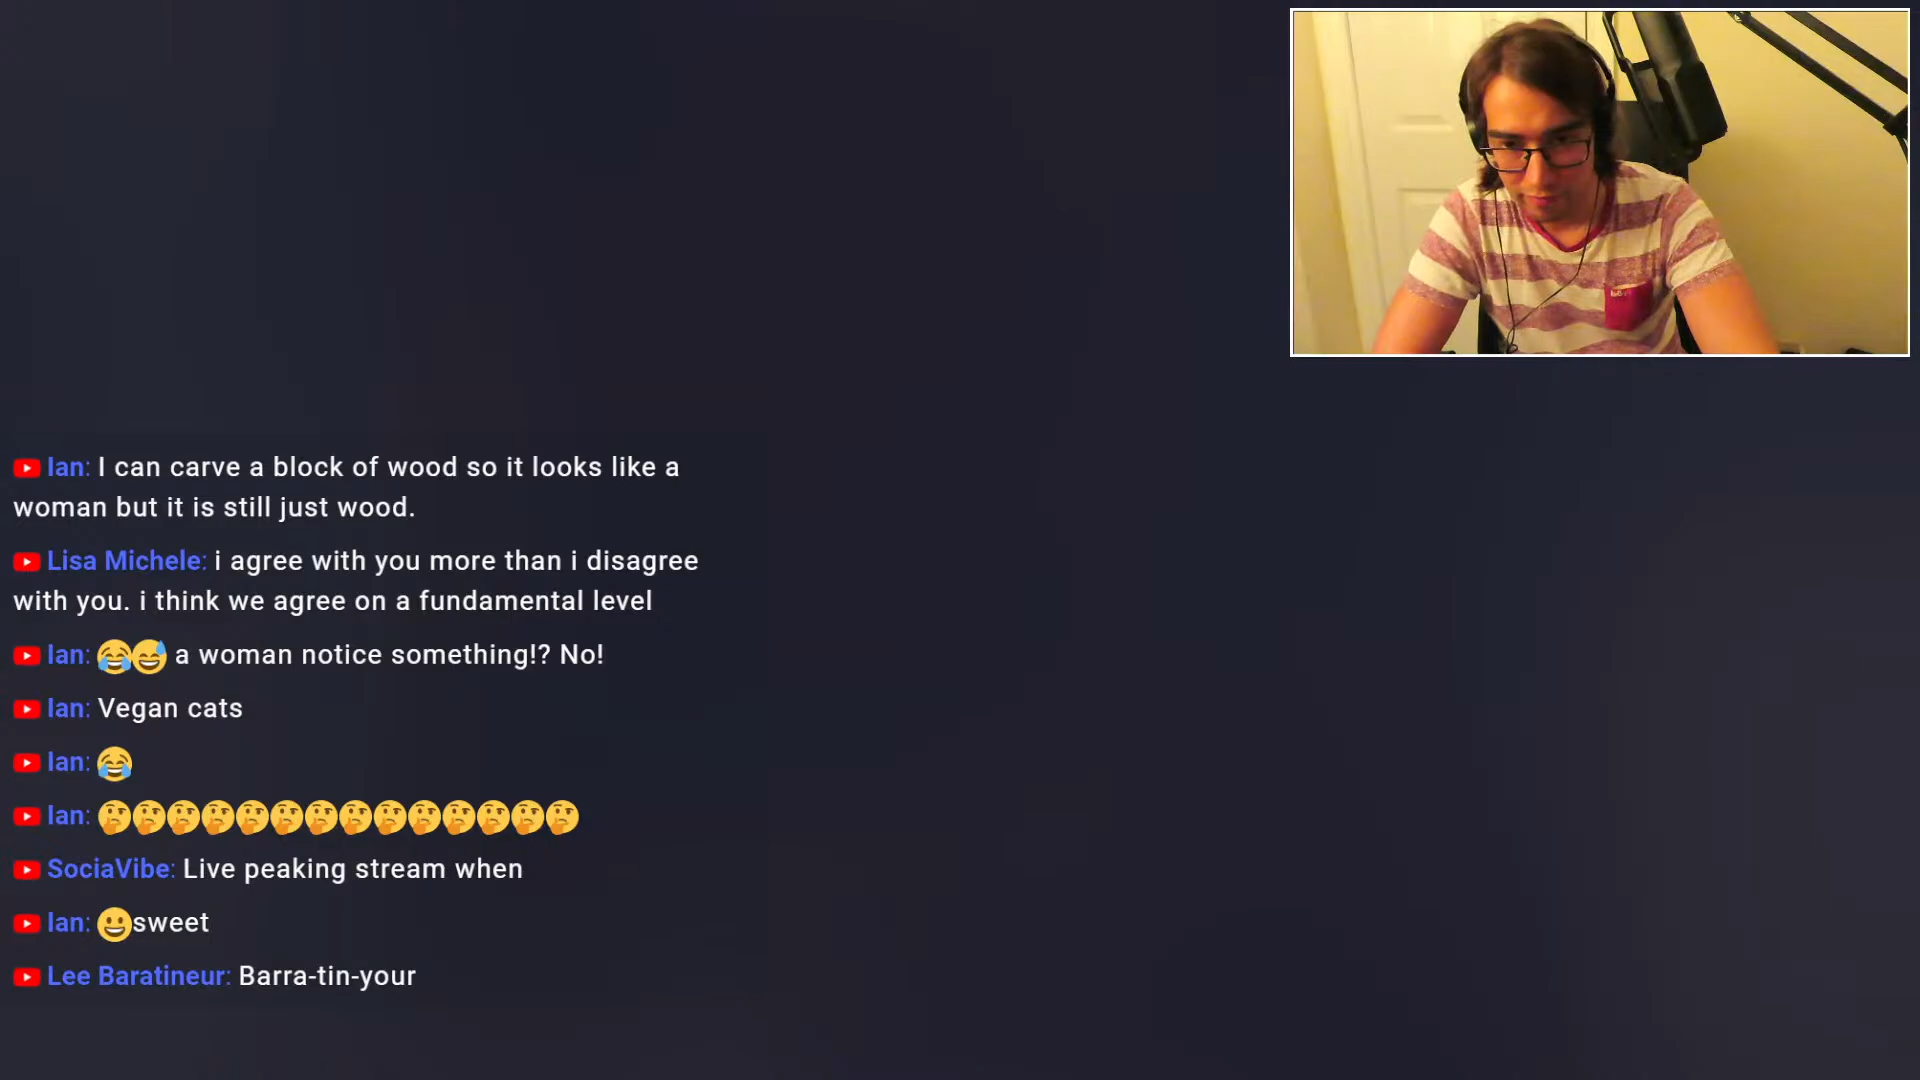 Ian: I can carve a block of wood so it looks like a
woman but it is still just wood.
Lisa Michele: i agree with you more than i disagree
with you. i think we agree on a fundamental level
Ian: 😂😅 a woman notice something!? No!
Ian: Vegan cats
Ian: 😂
Ian: 🤔🤔🤔🤔🤔🤔🤔🤔🤔🤔🤔🤔🤔🤔
SociaVibe: Live peaking stream when
Ian: 😀sweet
Lee Baratineur: Barra-tin-your